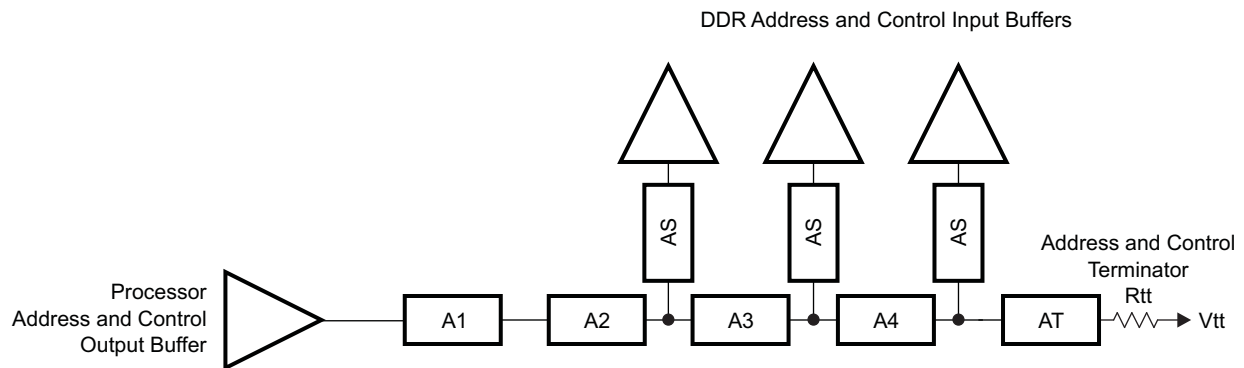 DDR Address and Control Input Buffers
AS
AS
AS
Address and Control
Terminator
Rtt
Processor
Address and Control
Output Buffer
A1
A2
A3
A4
AT
Vtt